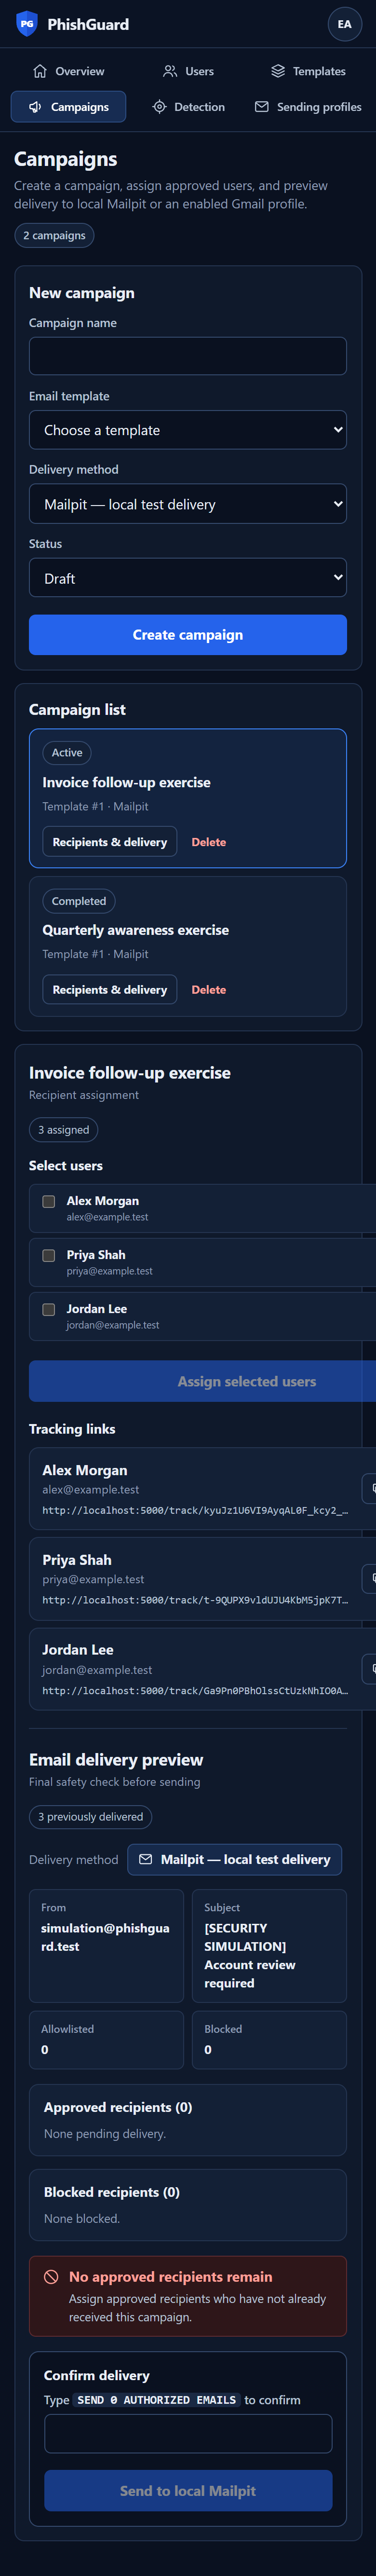 PG PhishGuard EA
Overview Users Templates
Campaigns Detection Sending profiles
Campaigns
Create a campaign, assign approved users, and preview
delivery to local Mailpit or an enabled Gmail profile.
2 campaigns
New campaign
Campaign name
Email template
Choose a template
Delivery method
Mailpit — local test delivery
Status
Draft
Create campaign
Campaign list
Active
Invoice follow-up exercise
Template #1 · Mailpit
Recipients & delivery Delete
Completed
Quarterly awareness exercise
Template #1 · Mailpit
Recipients & delivery Delete
Invoice follow-up exercise
Recipient assignment
3 assigned
Select users
Alex Morgan
alex@example.test
Priya Shah
priya@example.test
Jordan Lee
jordan@example.test
Assign selected users
Tracking links
Alex Morgan
alex@example.test
http://localhost:5000/track/kyuJz1U6VI9AyqAL0F_kcy2_…
Priya Shah
priya@example.test
http://localhost:5000/track/t-9QUPX9vldUJU4KbM5jpK7T…
Jordan Lee
jordan@example.test
http://localhost:5000/track/Ga9Pn0PBhOlssCtUzkNhIO0A…
Email delivery preview
Final safety check before sending
3 previously delivered
Delivery method Mailpit — local test delivery
From
simulation@phishgua
rd.test
Subject
[SECURITY
SIMULATION]
Account review
required
Allowlisted
0
Blocked
0
Approved recipients (0)
None pending delivery.
Blocked recipients (0)
None blocked.
No approved recipients remain
Assign approved recipients who have not already
received this campaign.
Confirm delivery
Type SEND 0 AUTHORIZED EMAILS to confirm
Send to local Mailpit